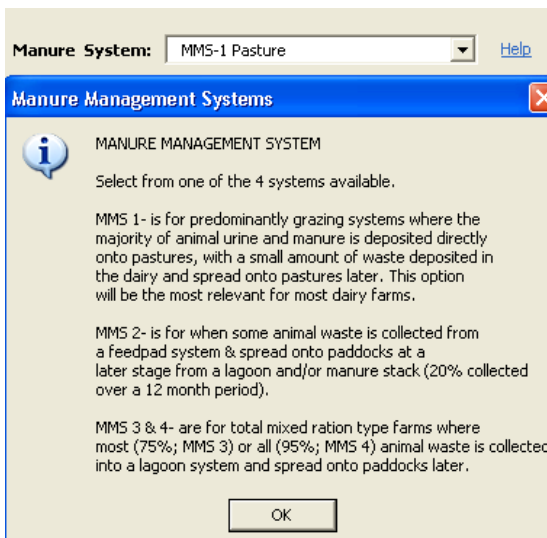 Manure System: MMS-1 Pasture Help
Manure Management Systems
MANURE MANAGEMENT SYSTEM
Select from one of the 4 systems available.
MMS 1- is for predominantly grazing systems where the
majority of animal urine and manure is deposited directly
onto pastures, with a small amount of waste deposited in
the dairy and spread onto pastures later. This option
will be the most relevant for most dairy farms.
MMS 2- is for when some animal waste is collected from
a feedpad system & spread onto paddocks at a
later stage from a lagoon and/or manure stack (20% collected
over a 12 month period).
MMS 3 & 4- are for total mixed ration type farms where
most (75%; MMS 3) or all (95%; MMS 4) animal waste is collected
into a lagoon system and spread onto paddocks later.
OK